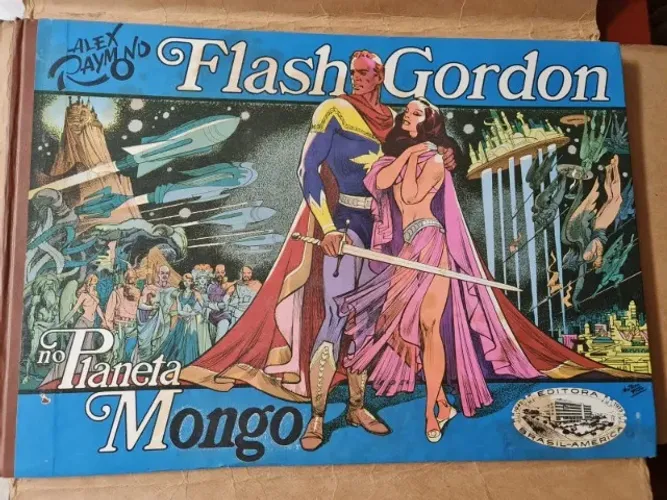 ALEX
RAYMOND
Flash Gordon
no Planeta
Mongo
EDITORA
BRASIL-AMÉRICA